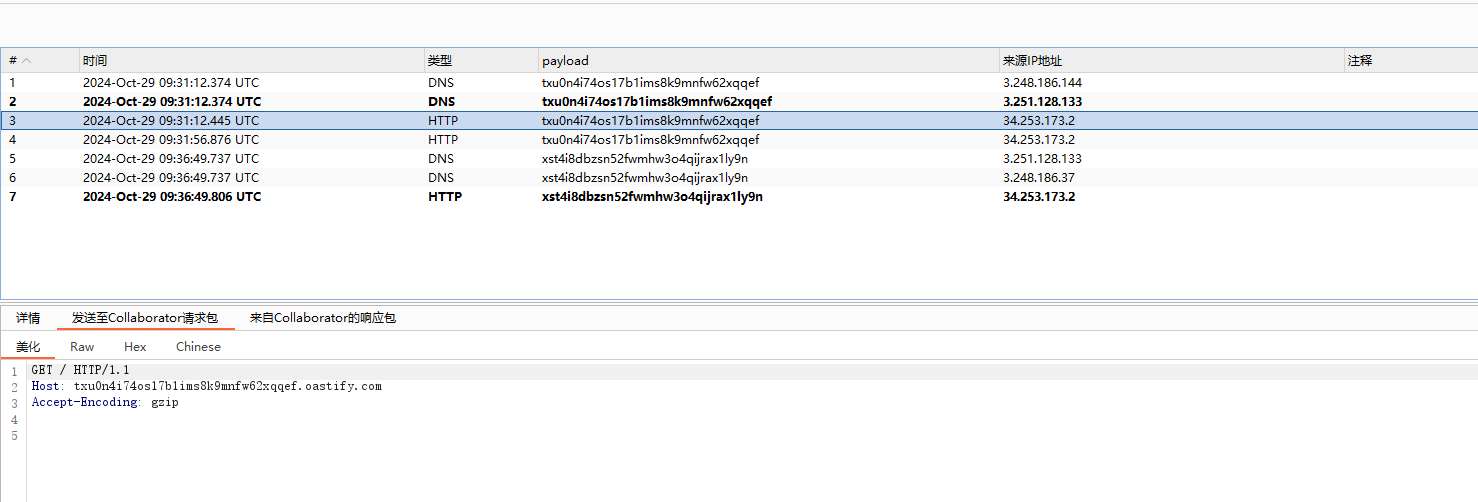 # 时间 类型 payload 来源IP地址 注释
1 2024-Oct-29 09:31:12.374 UTC DNS txu0n4i74os17b1ims8k9mnfw62xqqef 3.248.186.144
2 2024-Oct-29 09:31:12.374 UTC DNS txu0n4i74os17b1ims8k9mnfw62xqqef 3.251.128.133
3 2024-Oct-29 09:31:12.445 UTC HTTP txu0n4i74os17b1ims8k9mnfw62xqqef 34.253.173.2
4 2024-Oct-29 09:31:56.876 UTC HTTP txu0n4i74os17b1ims8k9mnfw62xqqef 34.253.173.2
5 2024-Oct-29 09:36:49.737 UTC DNS xst4i8dbzsn52fwmhw3o4qijrax1ly9n 3.251.128.133
6 2024-Oct-29 09:36:49.737 UTC DNS xst4i8dbzsn52fwmhw3o4qijrax1ly9n 3.248.186.37
7 2024-Oct-29 09:36:49.806 UTC HTTP xst4i8dbzsn52fwmhw3o4qijrax1ly9n 34.253.173.2
详情 发送至Collaborator请求包 来自Collaborator的响应包
美化 Raw Hex Chinese
1 GET / HTTP/1.1
2 Host: txu0n4i74os17b1ims8k9mnfw62xqqef.oastify.com
3 Accept-Encoding: gzip
4
5